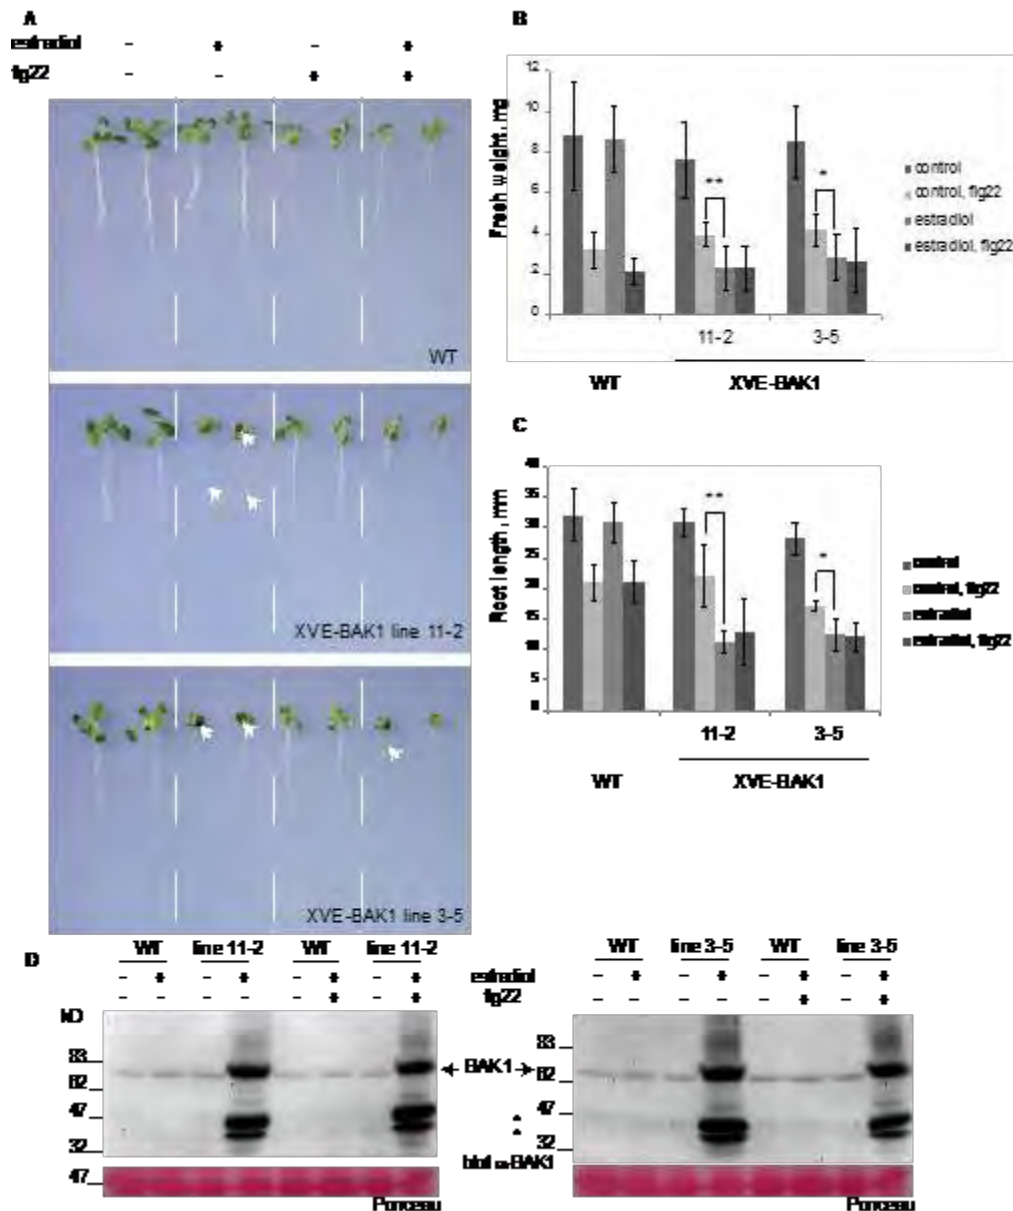 A
estradiol - + - +
flg22 - - + +
WT
XVE-BAK1 line 11-2
XVE-BAK1 line 3-5
B
Fresh weight, mg
12
10
8
6
4
2
0
** *
11-2 3-5
WT XVE-BAK1
control
control, flg22
estradiol
estradiol, flg22
C
Root length, mm
40
35
30
25
20
15
10
5
0
** *
11-2 3-5
WT XVE-BAK1
control
control, flg22
estradiol
estradiol, flg22
D
WT line 11-2 WT line 11-2
- + - + - + - +
- - - - - + - +
kD
83
62
47
32
47
Ponceau
estradiol
flg22
BAK1
*
*
blot α-BAK1
WT line 3-5 WT line 3-5
- + - + - + - +
- - - - - + - +
83
62
47
32
Ponceau